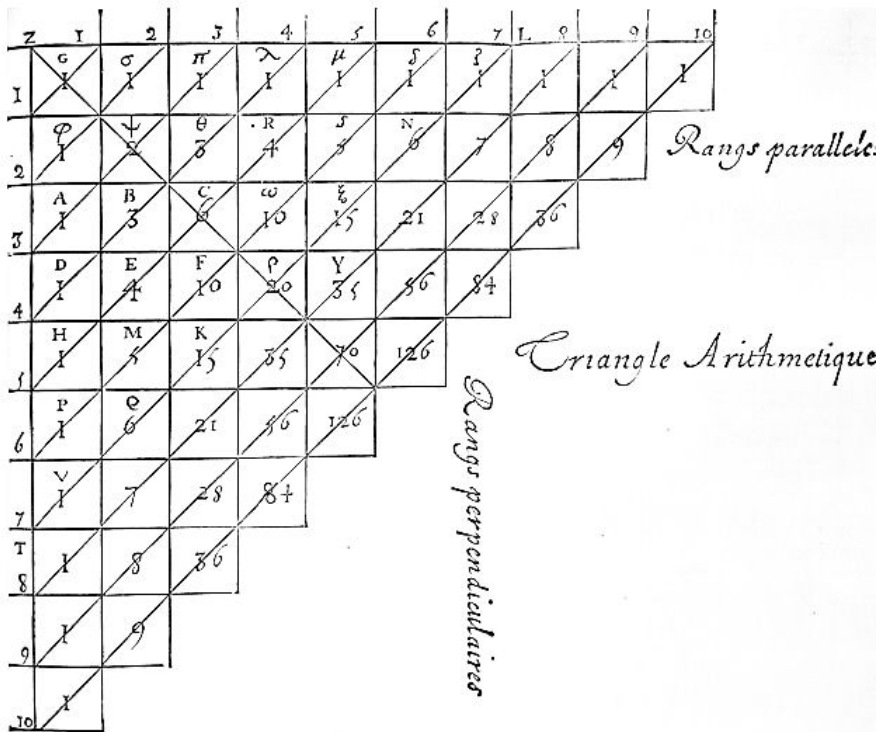 Z 1 2 3 4 5 6 7 L 8 9 10
G σ π λ μ δ ζ
1 1 1 1 1 1 1 1 1 1 1
φ ψ θ R S N
2 1 2 3 4 5 6 7 8 9
Rangs paralleles
A B C ω ξ
3 1 3 6 10 15 21 28 36
D E F ρ Y
4 1 4 10 20 35 56 84
H M K
5 1 5 15 35 70 126
Triangle Arithmetique
P Q
6 1 6 21 56 126
V
7 1 7 28 84
T
8 1 8 36
9 1 9
10 1
Rangs perpendiculaires